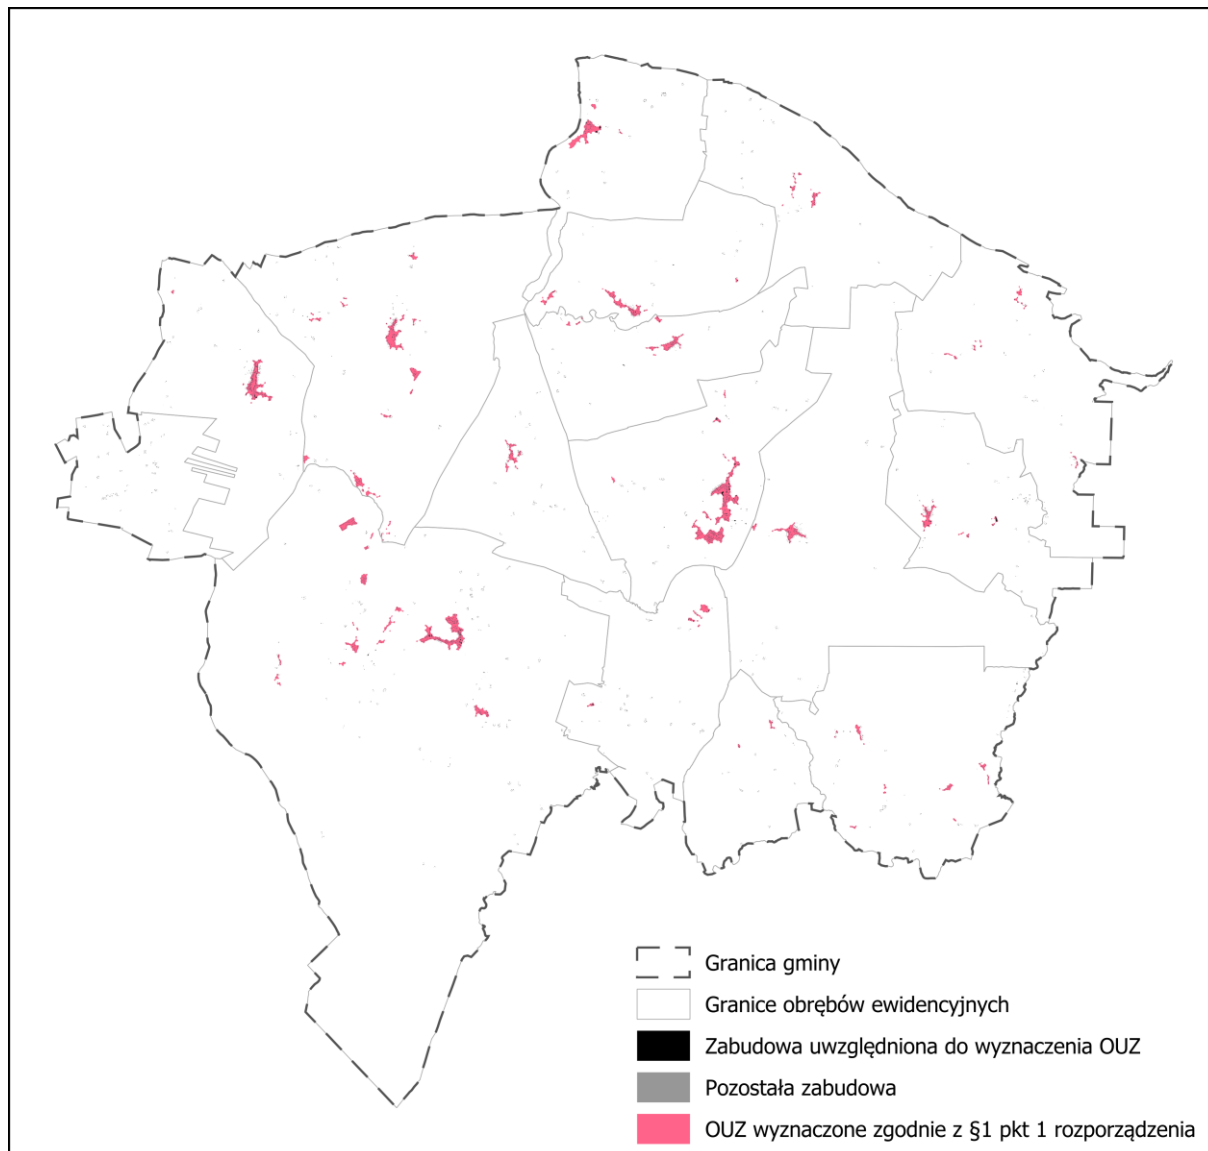 Granica gminy
Granice obrębów ewidencyjnych
Zabudowa uwzględniona do wyznaczenia OUZ
Pozostała zabudowa
OUZ wyznaczone zgodnie z §1 pkt 1 rozporządzenia